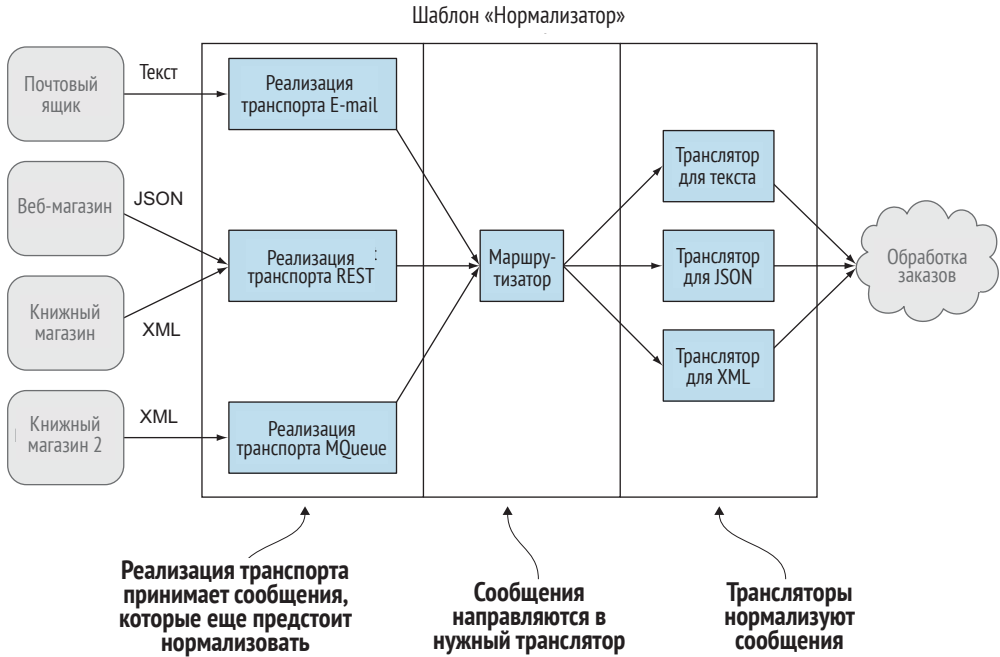 Шаблон «Нормализатор»
Почтовый
ящик
Текст
Реализация
транспорта E-mail
Веб-магазин
JSON
Реализация
транспорта REST
Книжный
магазин
XML
Книжный
магазин 2
XML
Реализация
транспорта MQueue
Маршру-
тизатор
Транслятор
для текста
Транслятор
для JSON
Транслятор
для XML
Обработка
заказов
Реализация транспорта
принимает сообщения,
которые еще предстоит
нормализовать
Сообщения
направляются в
нужный транслятор
Трансляторы
нормализуют
сообщения